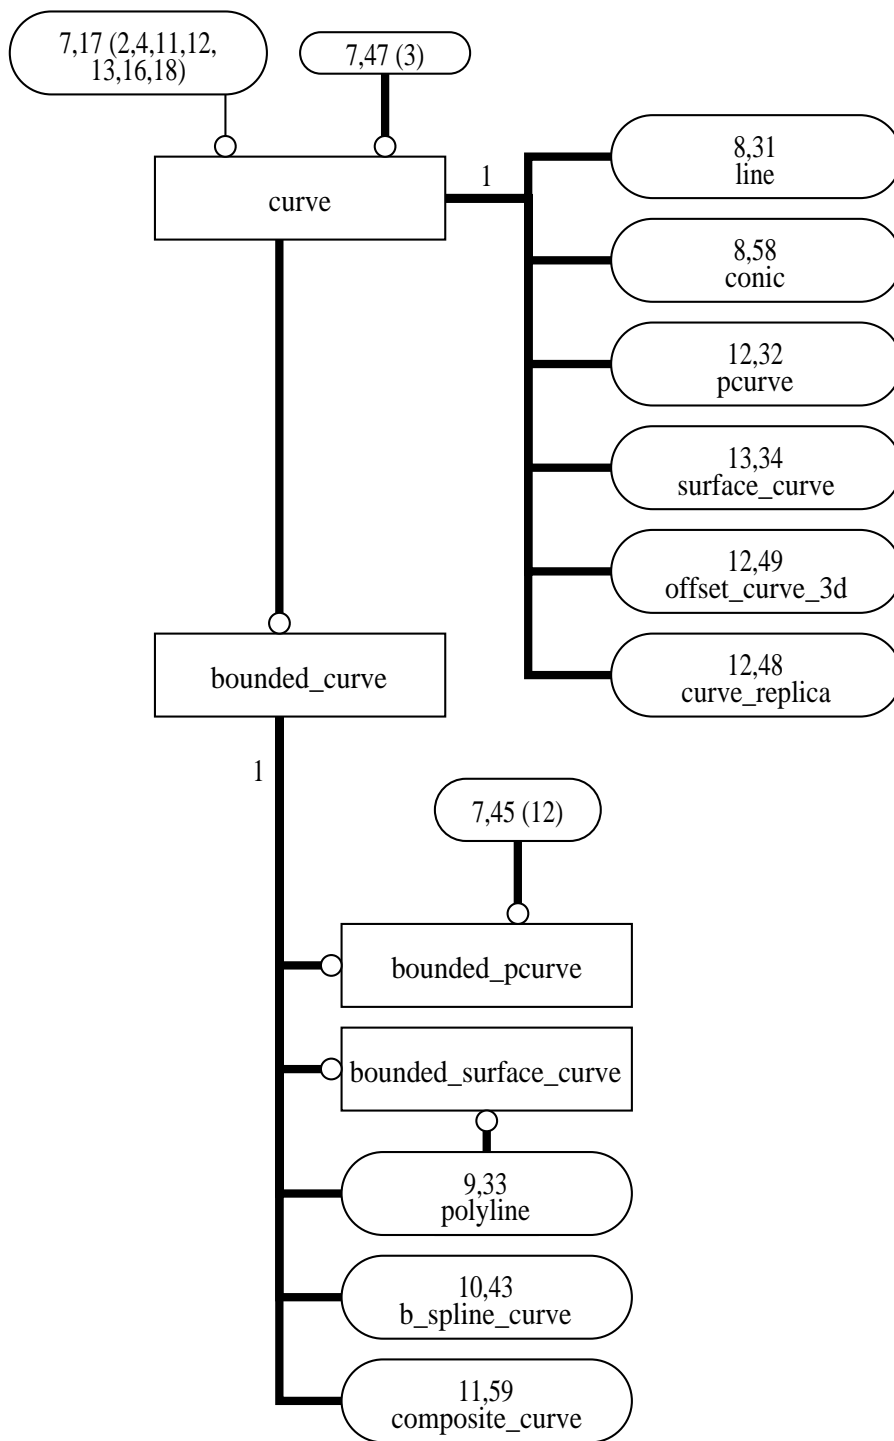 7,17 (2,4,11,12,
13,16,18)
7,47 (3)
curve
1
8,31
line
8,58
conic
12,32
pcurve
13,34
surface_curve
12,49
offset_curve_3d
12,48
curve_replica
bounded_curve
1
7,45 (12)
bounded_pcurve
bounded_surface_curve
9,33
polyline
10,43
b_spline_curve
11,59
composite_curve